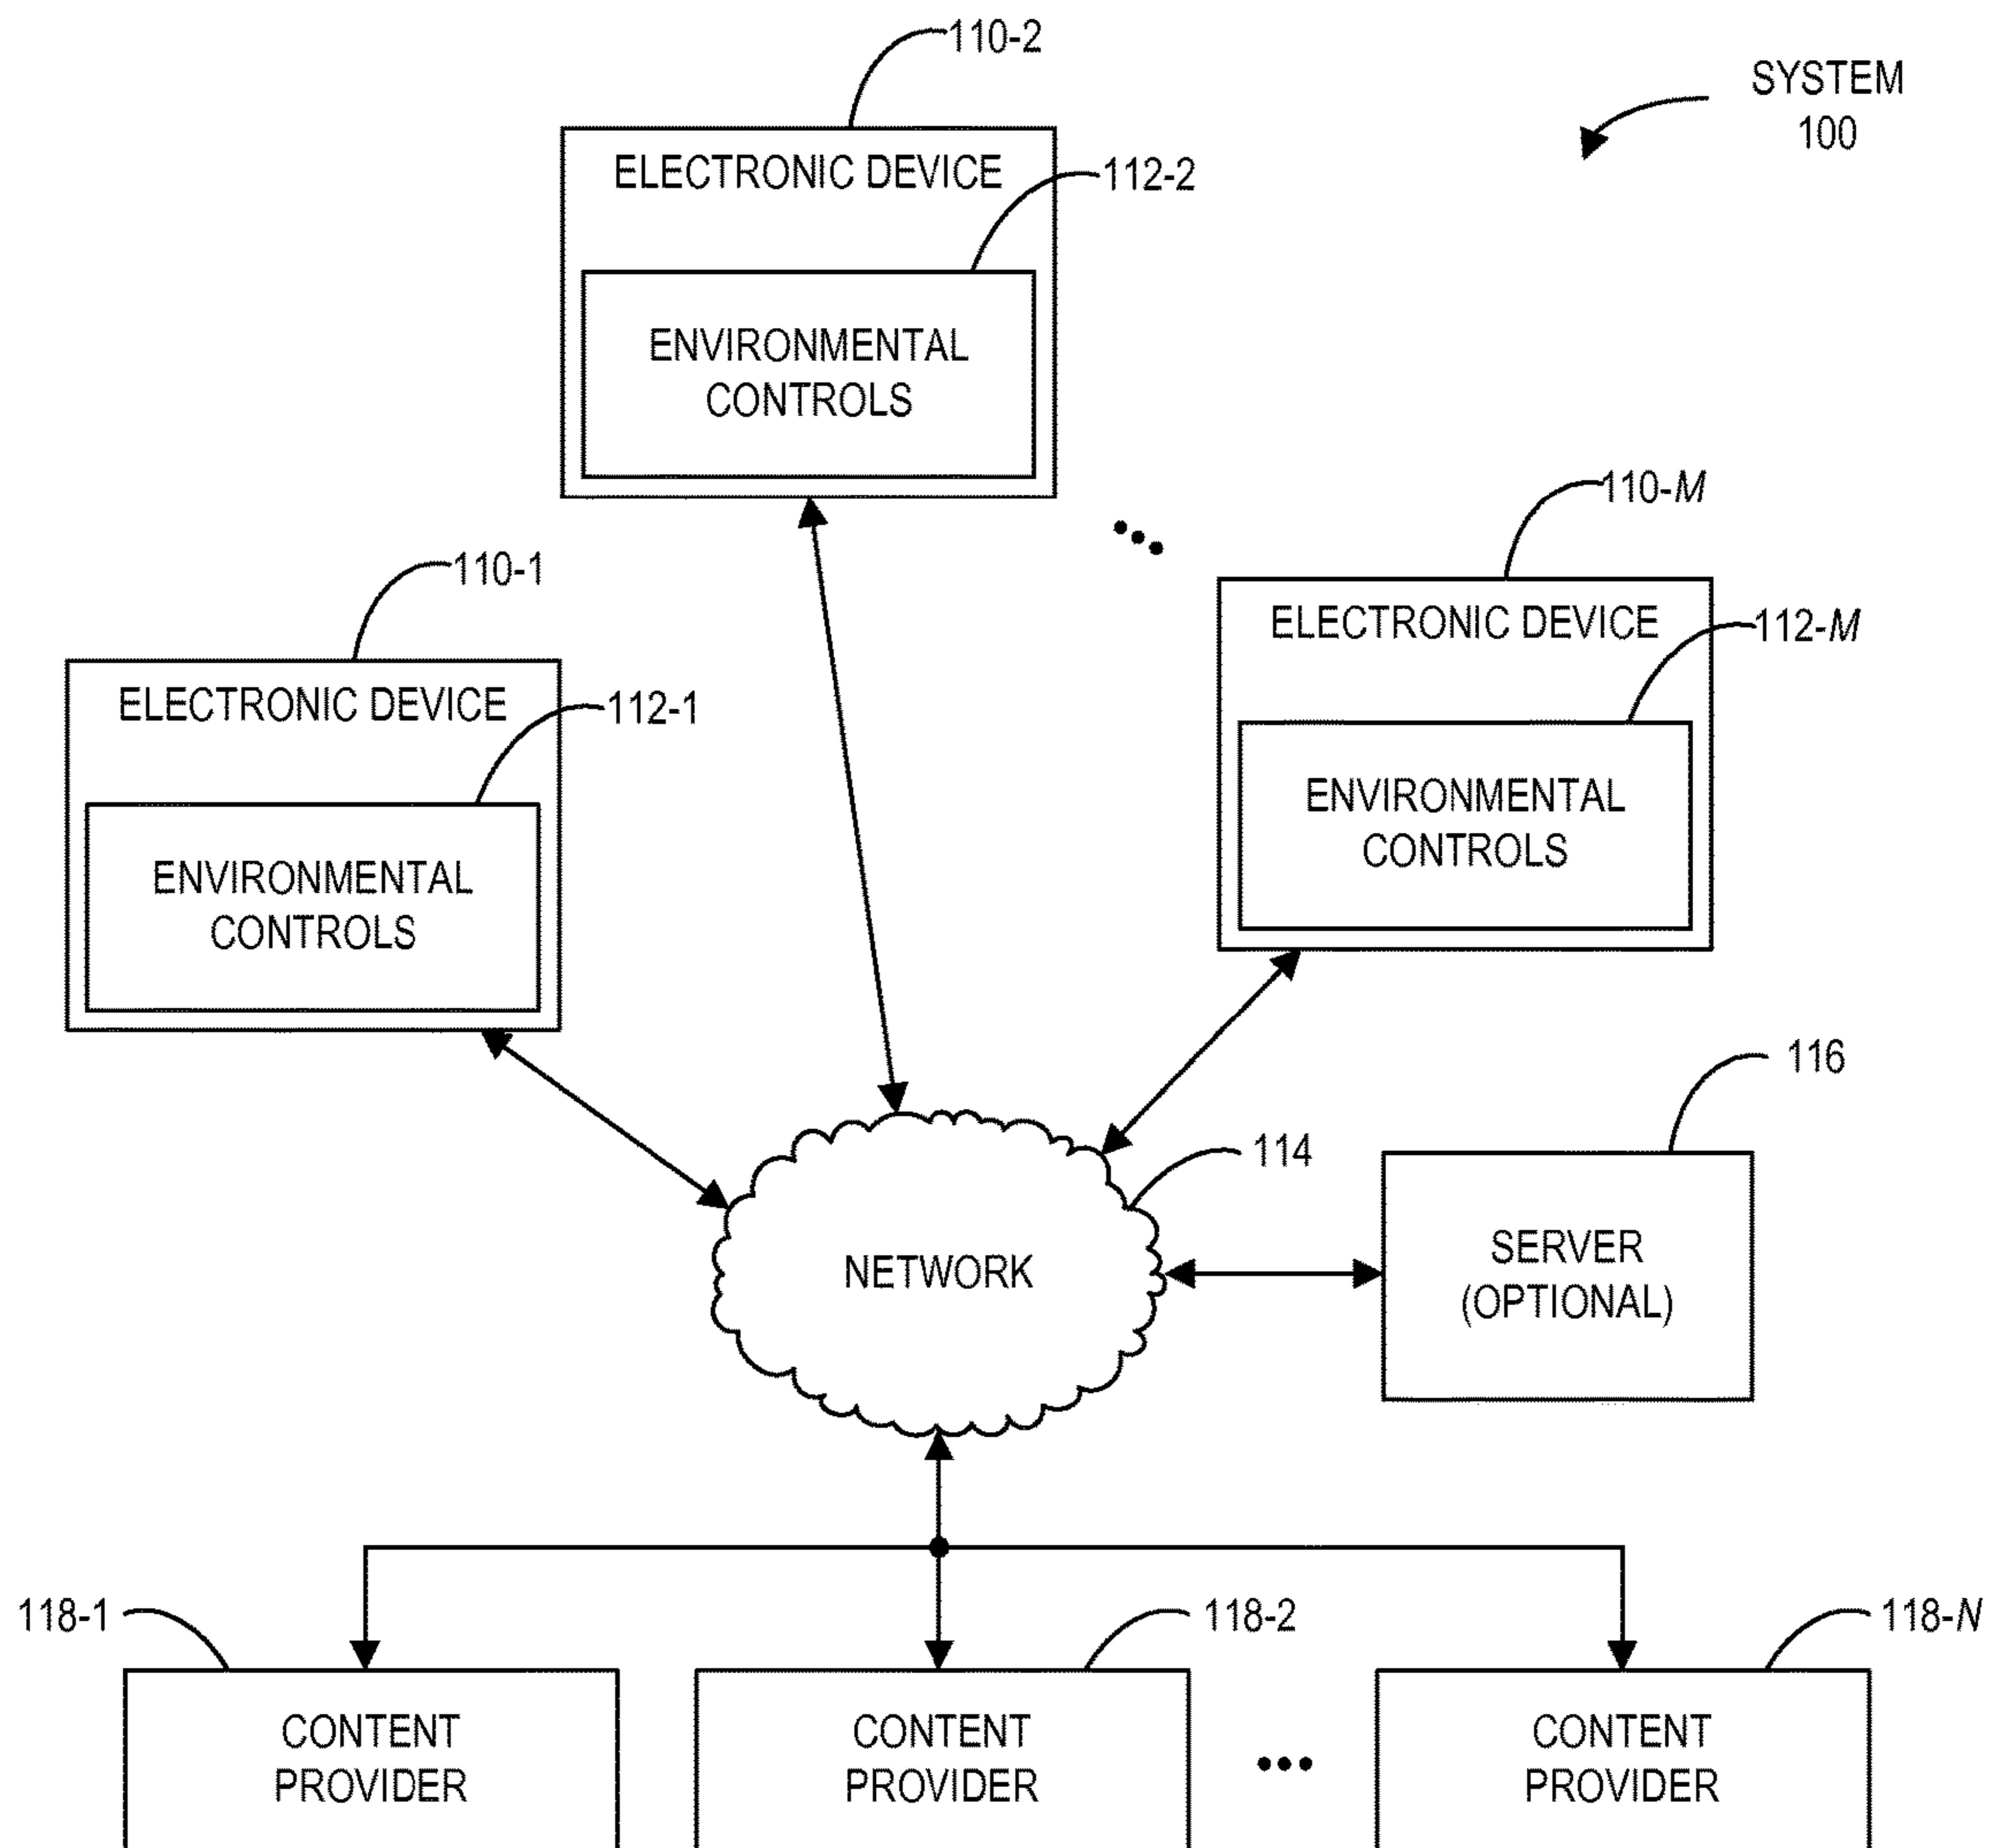 110-2
SYSTEM
100
ELECTRONIC DEVICE
112-2
ENVIRONMENTAL
CONTROLS
110-M
110-1
ELECTRONIC DEVICE
112-M
ELECTRONIC DEVICE
112-1
ENVIRONMENTAL
CONTROLS
ENVIRONMENTAL
CONTROLS
116
114
SERVER
(OPTIONAL)
NETWORK
118-1
118-2
118-N
CONTENT
PROVIDER
CONTENT
PROVIDER
CONTENT
PROVIDER